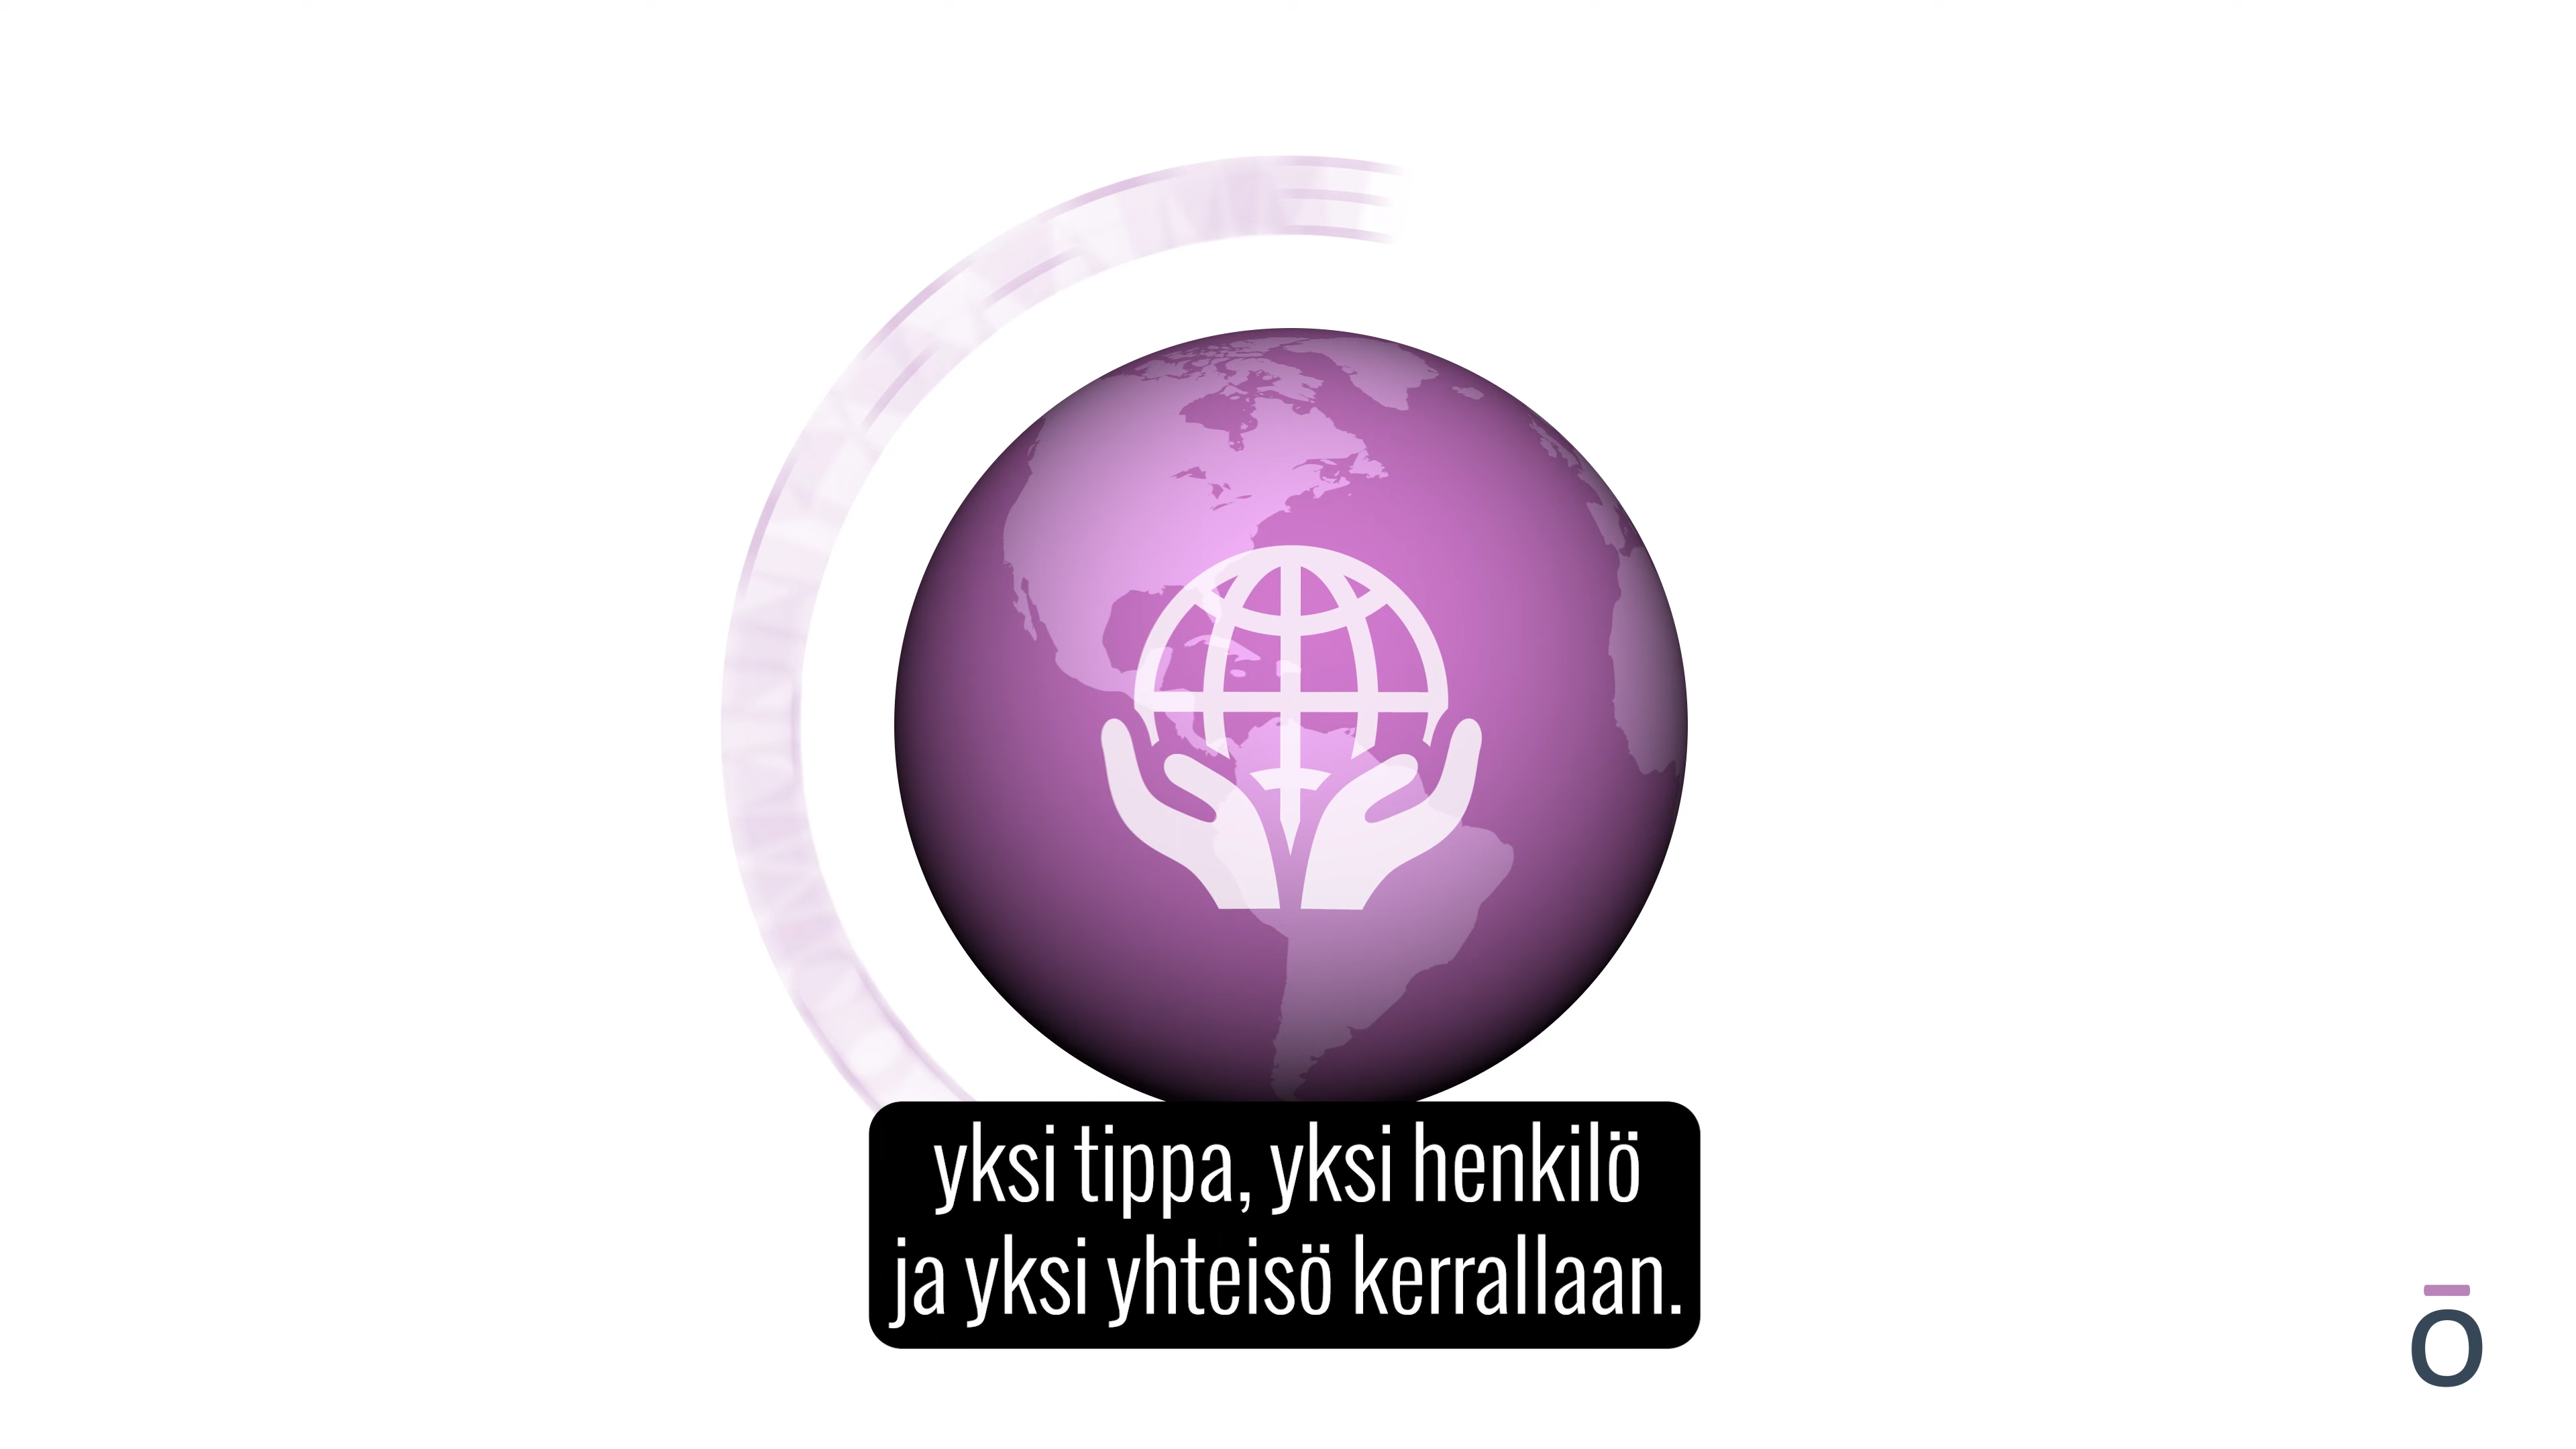 yksi tippa, yksi henkilö
ja yksi yhteisö kerrallaan.
ō